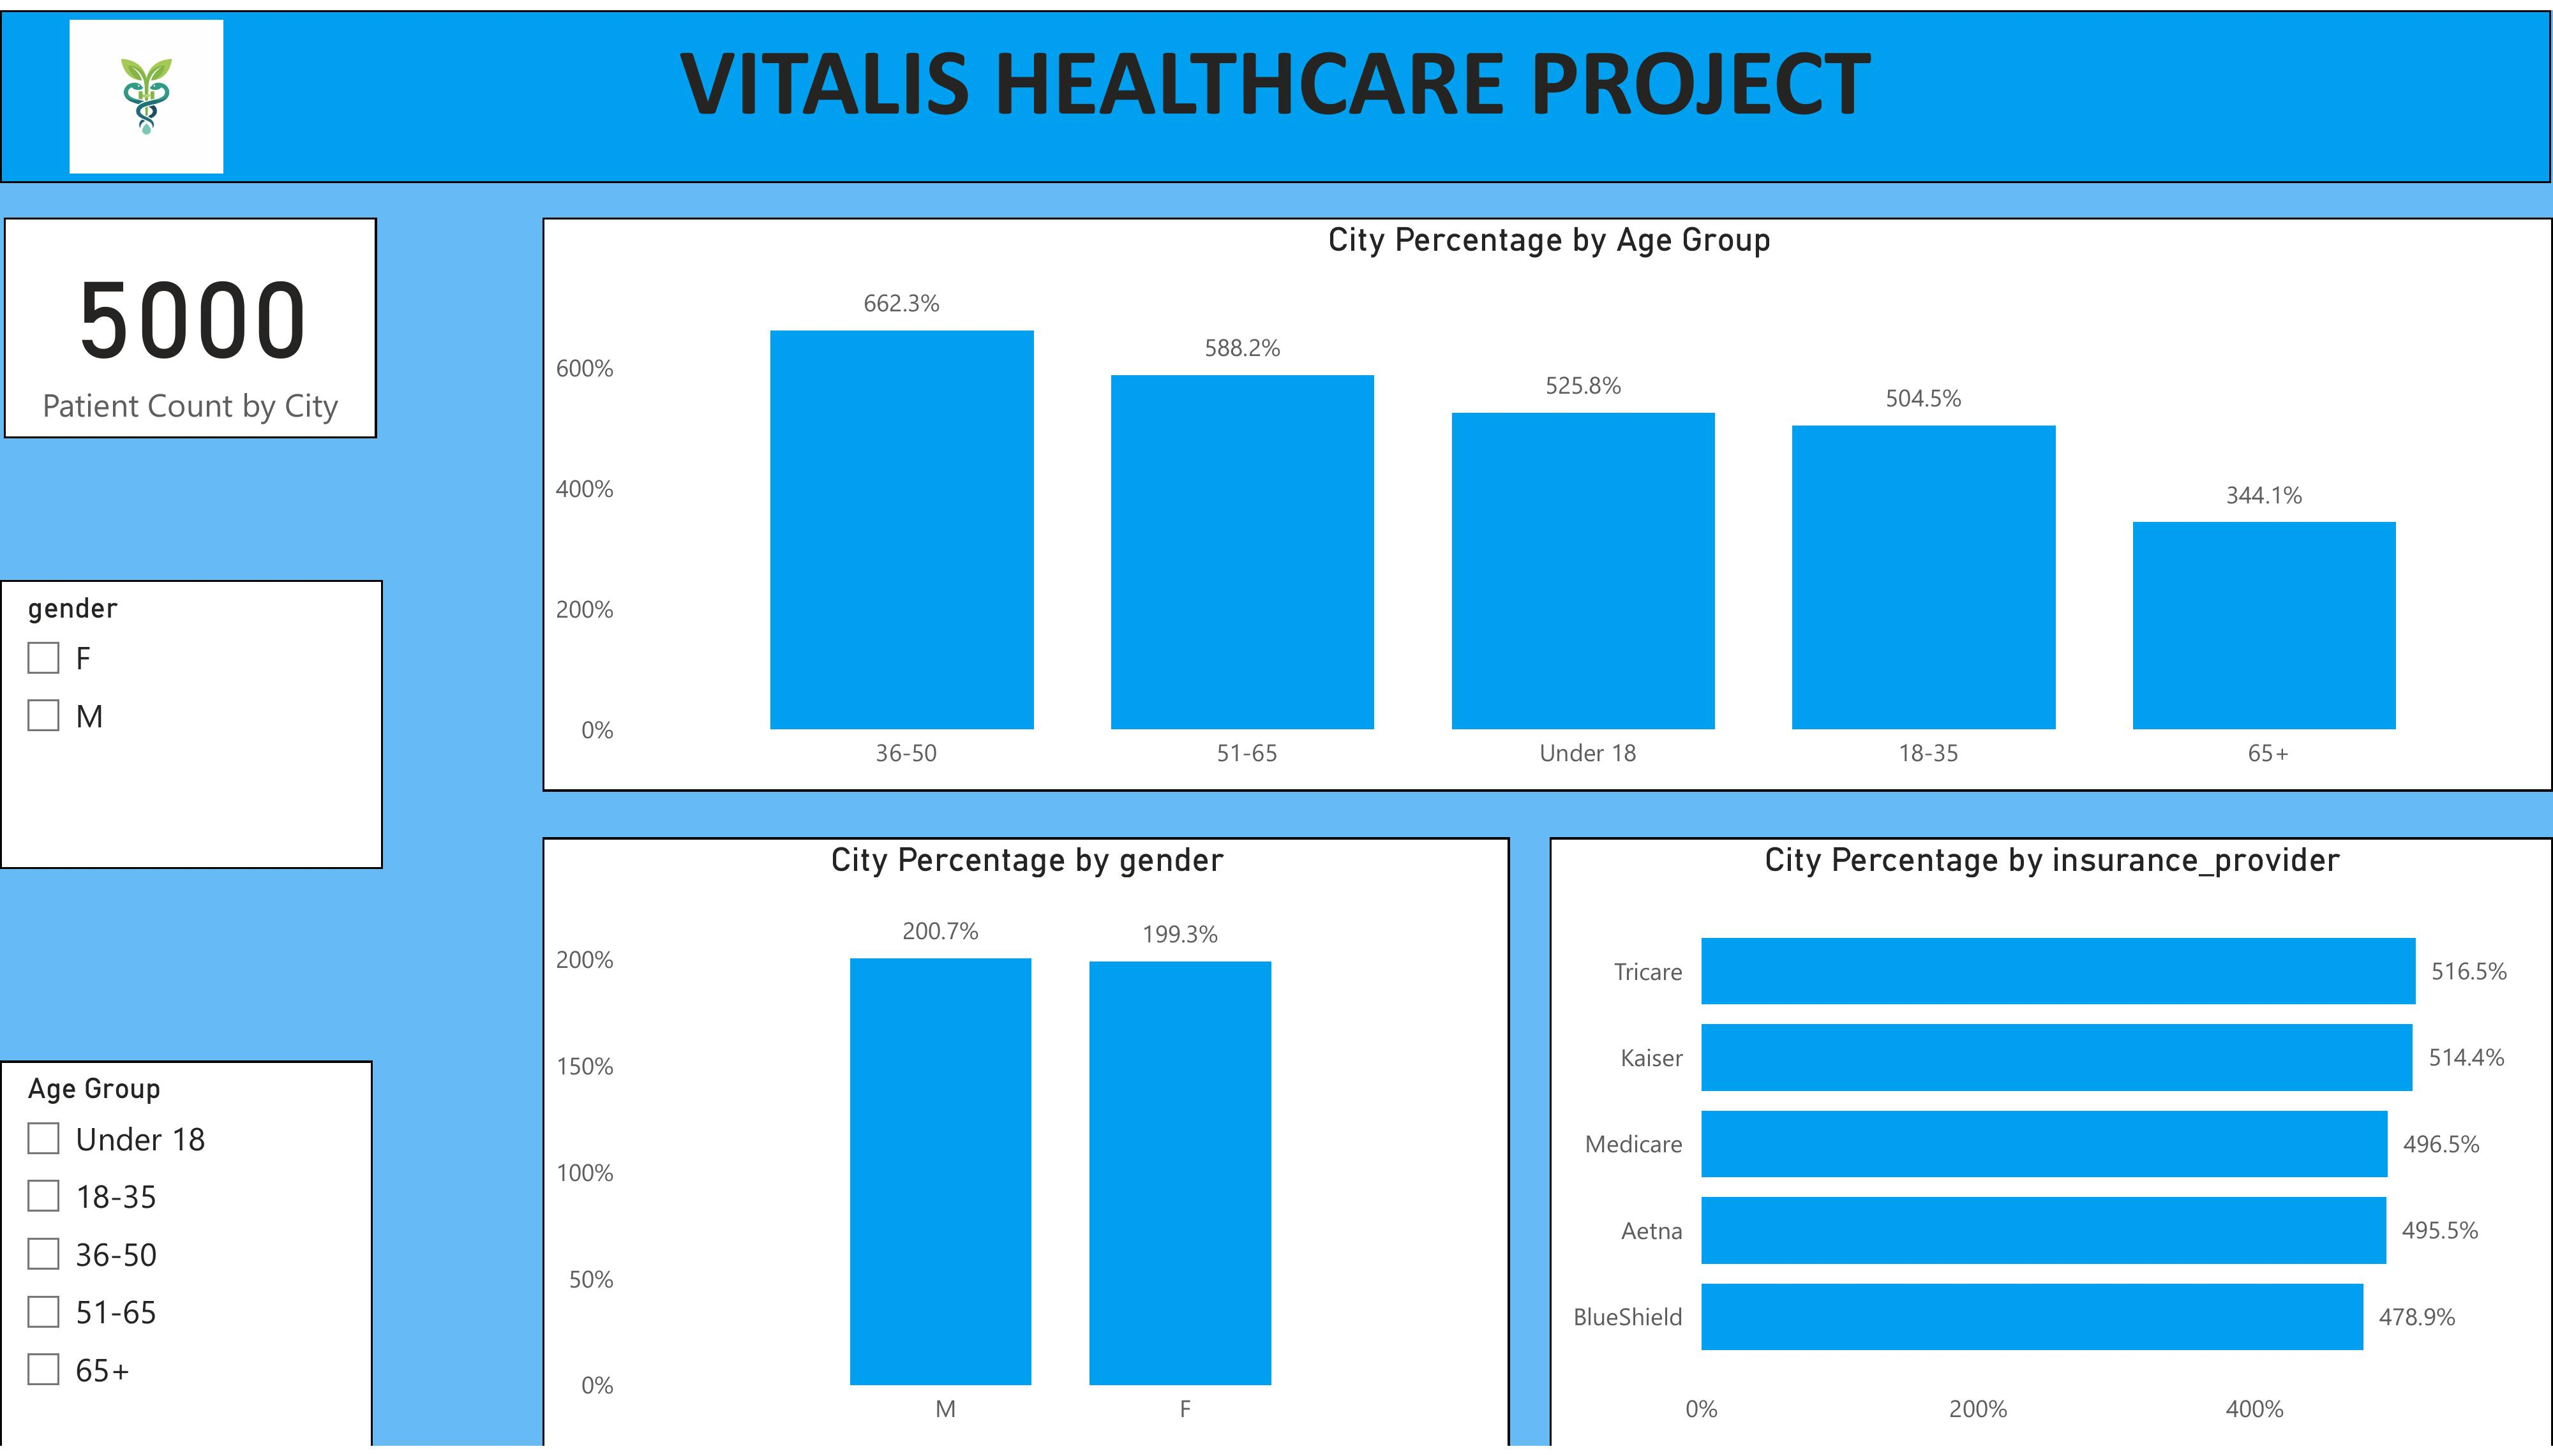 VITALIS HEALTHCARE PROJECT
5000
Patient Count by City
gender
F
M
Age Group
Under 18
18-35
36-50
51-65
65+
City Percentage by Age Group
662.3%
588.2%
525.8%
504.5%
344.1%
600%
400%
200%
0%
36-50 51-65 Under 18 18-35 65+
City Percentage by gender
200.7%
199.3%
200%
150%
100%
50%
0%
M F
City Percentage by insurance_provider
Tricare 516.5%
Kaiser 514.4%
Medicare 496.5%
Aetna 495.5%
BlueShield 478.9%
0% 200% 400%